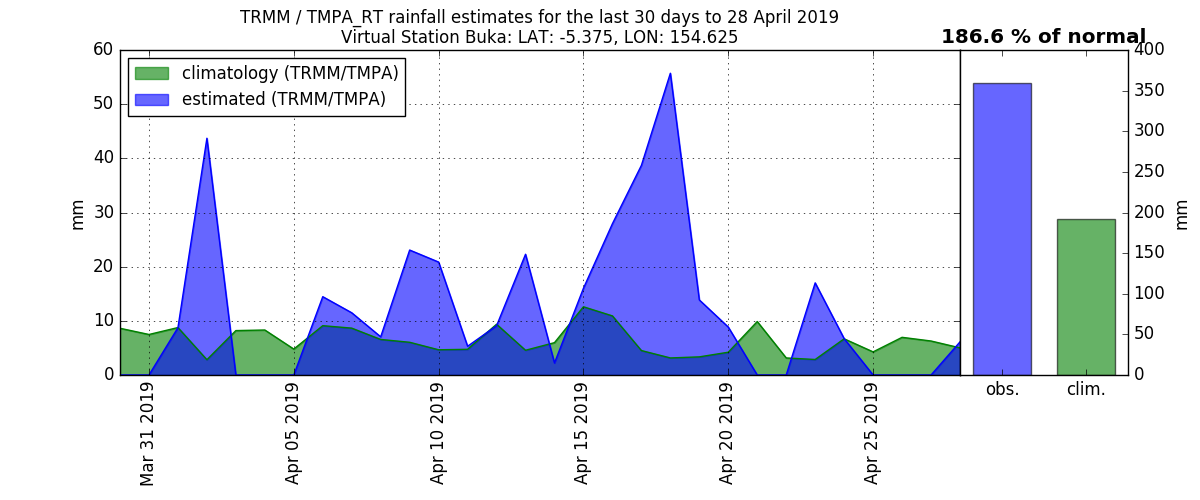 TRMM / TMPA_RT rainfall estimates for the last 30 days to 28 April 2019
Virtual Station Buka: LAT: -5.375, LON: 154.625
186.6 % of normal
climatology (TRMM/TMPA)
estimated (TRMM/TMPA)
60
50
40
30
20
10
0
mm
Mar 31 2019
Apr 05 2019
Apr 10 2019
Apr 15 2019
Apr 20 2019
Apr 25 2019
400
350
300
250
200
150
100
50
0
mm
obs.
clim.